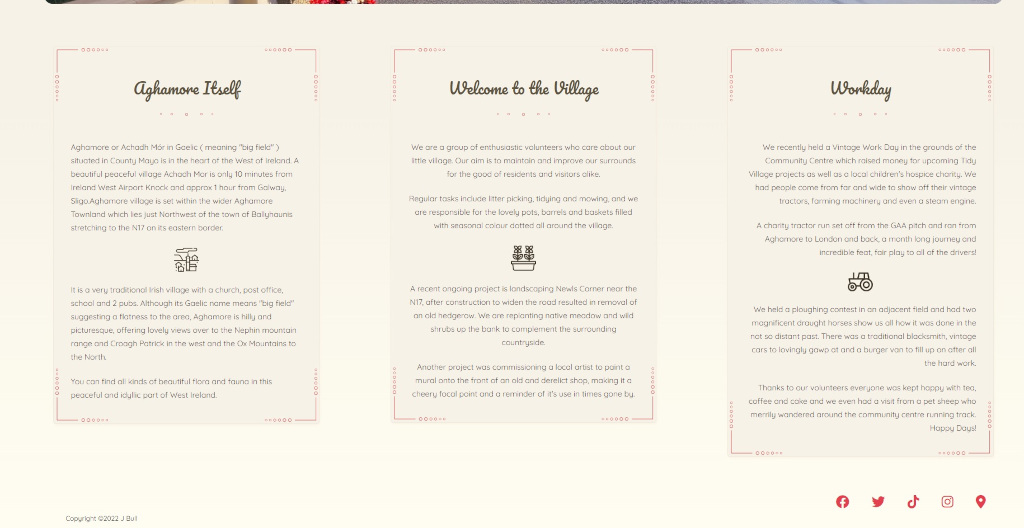 Aghamore Itself
Aghamore or Achadh Mór in Gaelic ( meaning "big field" )
situated in County Mayo is in the heart of the West of Ireland. A
beautiful peaceful village Achadh Mor is only 10 minutes from
Ireland West Airport Knock and approx 1 hour from Galway,
Sligo.Aghamore village is set within the wider Aghamore
Townland which lies just Northwest of the town of Ballyhaunis
stretching to the N17 on its eastern border.
It is a very traditional Irish village with a church, post office,
school and 2 pubs. Although its Gaelic name means "big field"
suggesting a flatness to the area, Aghamore is hilly and
picturesque, offering lovely views over to the Nephin mountain
range and Croagh Patrick in the west and the Ox Mountains to
the North.
You can find all kinds of beautiful flora and fauna in this
peaceful and idyllic part of West Ireland.
Welcome to the Village
We are a group of enthusiastic volunteers who care about our
little village. Our aim is to maintain and improve our surrounds
for the good of residents and visitors alike.
Regular tasks include litter picking, tidying and mowing, and we
are responsible for the lovely pots, barrels and baskets filled
with seasonal colour dotted all around the village.
A recent ongoing project is landscaping Newls Corner near the
N17, after construction to widen the road resulted in removal of
an old hedgerow. We are replanting native meadow and wild
shrubs up the bank to complement the surrounding
countryside.
Another project was commissioning a local artist to paint a
mural onto the front of an old and derelict shop, making it a
cheery focal point and a reminder of it's use in times gone by.
Workday
We recently held a Vintage Work Day in the grounds of the
Community Centre which raised money for upcoming Tidy
Village projects as well as a local children's hospice charity. We
had people come from far and wide to show off their vintage
tractors, farming machinery and even a steam engine.
A charity tractor run set off from the GAA pitch and ran from
Aghamore to London and back, a month long journey and
incredible feat, fair play to all of the drivers!
We held a ploughing contest in an adjacent field and had two
magnificent draught horses show us all how it was done in the
not so distant past. There was a traditional blacksmith, vintage
cars to lovingly gawp at and a burger van to fill up on after all
the hard work.
Thanks to our volunteers everyone was kept happy with tea,
coffee and cake and we even had a visit from a pet sheep who
merrily wandered around the community centre running track.
Happy Days!
Copyright ©2022 J Bull